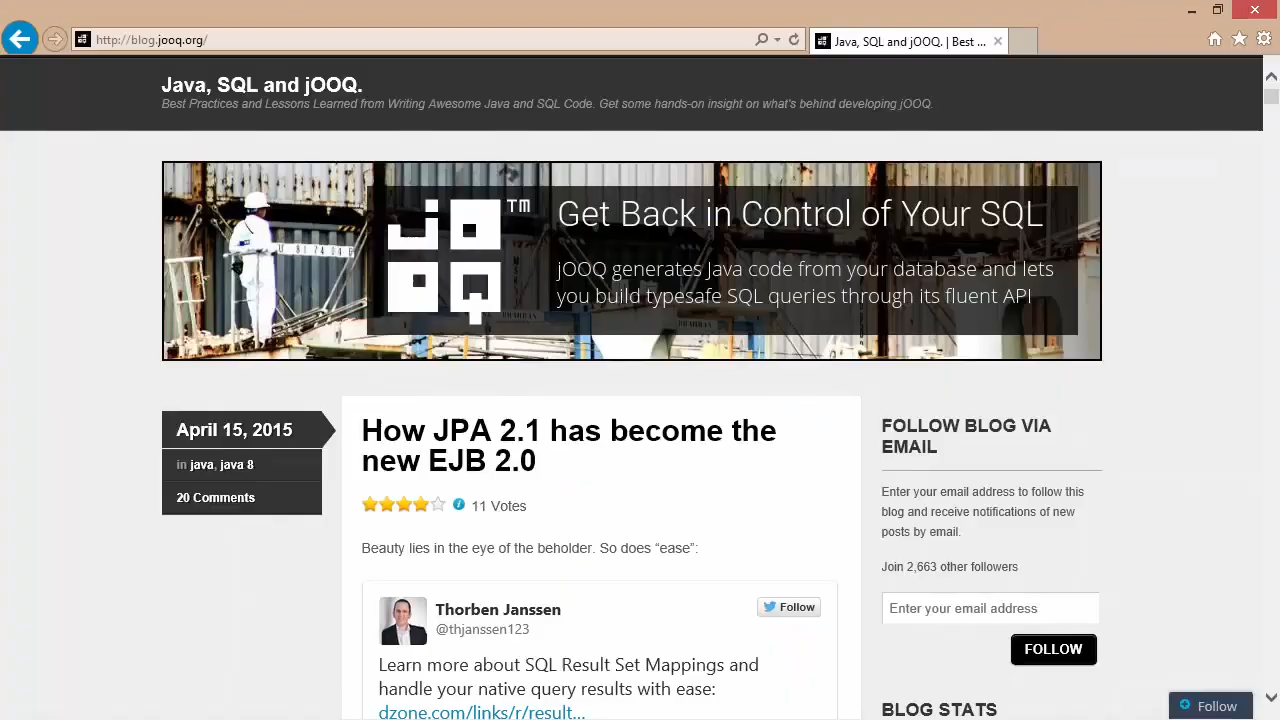 http://blog.jooq.org/
Java, SQL and jOOQ. | Best ...
Java, SQL and jOOQ.
Best Practices and Lessons Learned from Writing Awesome Java and SQL Code. Get some hands-on insight on what's behind developing jOOQ.
jOOQ™
Get Back in Control of Your SQL
jOOQ generates Java code from your database and lets
you build typesafe SQL queries through its fluent API
April 15, 2015
in java, java 8
20 Comments
How JPA 2.1 has become the
new EJB 2.0
11 Votes
Beauty lies in the eye of the beholder. So does “ease”:
Thorben Janssen
@thjanssen123
Follow
Learn more about SQL Result Set Mappings and
handle your native query results with ease:
dzone.com/links/r/result...
FOLLOW BLOG VIA
EMAIL
Enter your email address to follow this
blog and receive notifications of new
posts by email.
Join 2,663 other followers
Enter your email address
FOLLOW
BLOG STATS
Follow